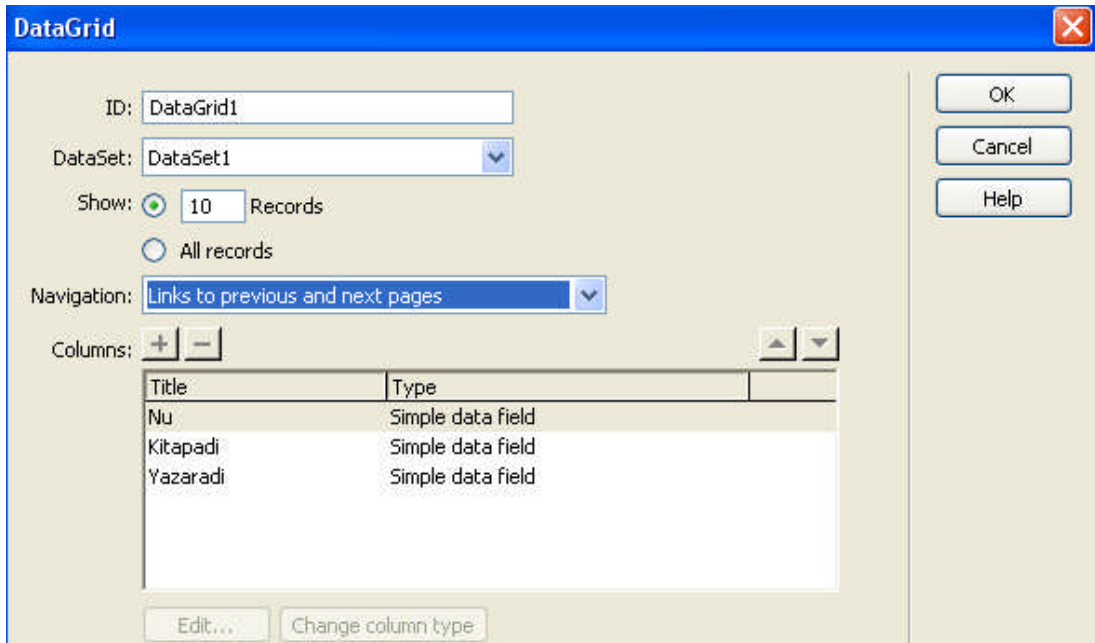 DataGrid
ID: DataGrid1
OK
DataSet: DataSet1
Cancel
Show: 10 Records
Help
All records
Navigation: Links to previous and next pages
Columns: + −
Title Type
Nu Simple data field
Kitapadi Simple data field
Yazaradi Simple data field
Edit... Change column type